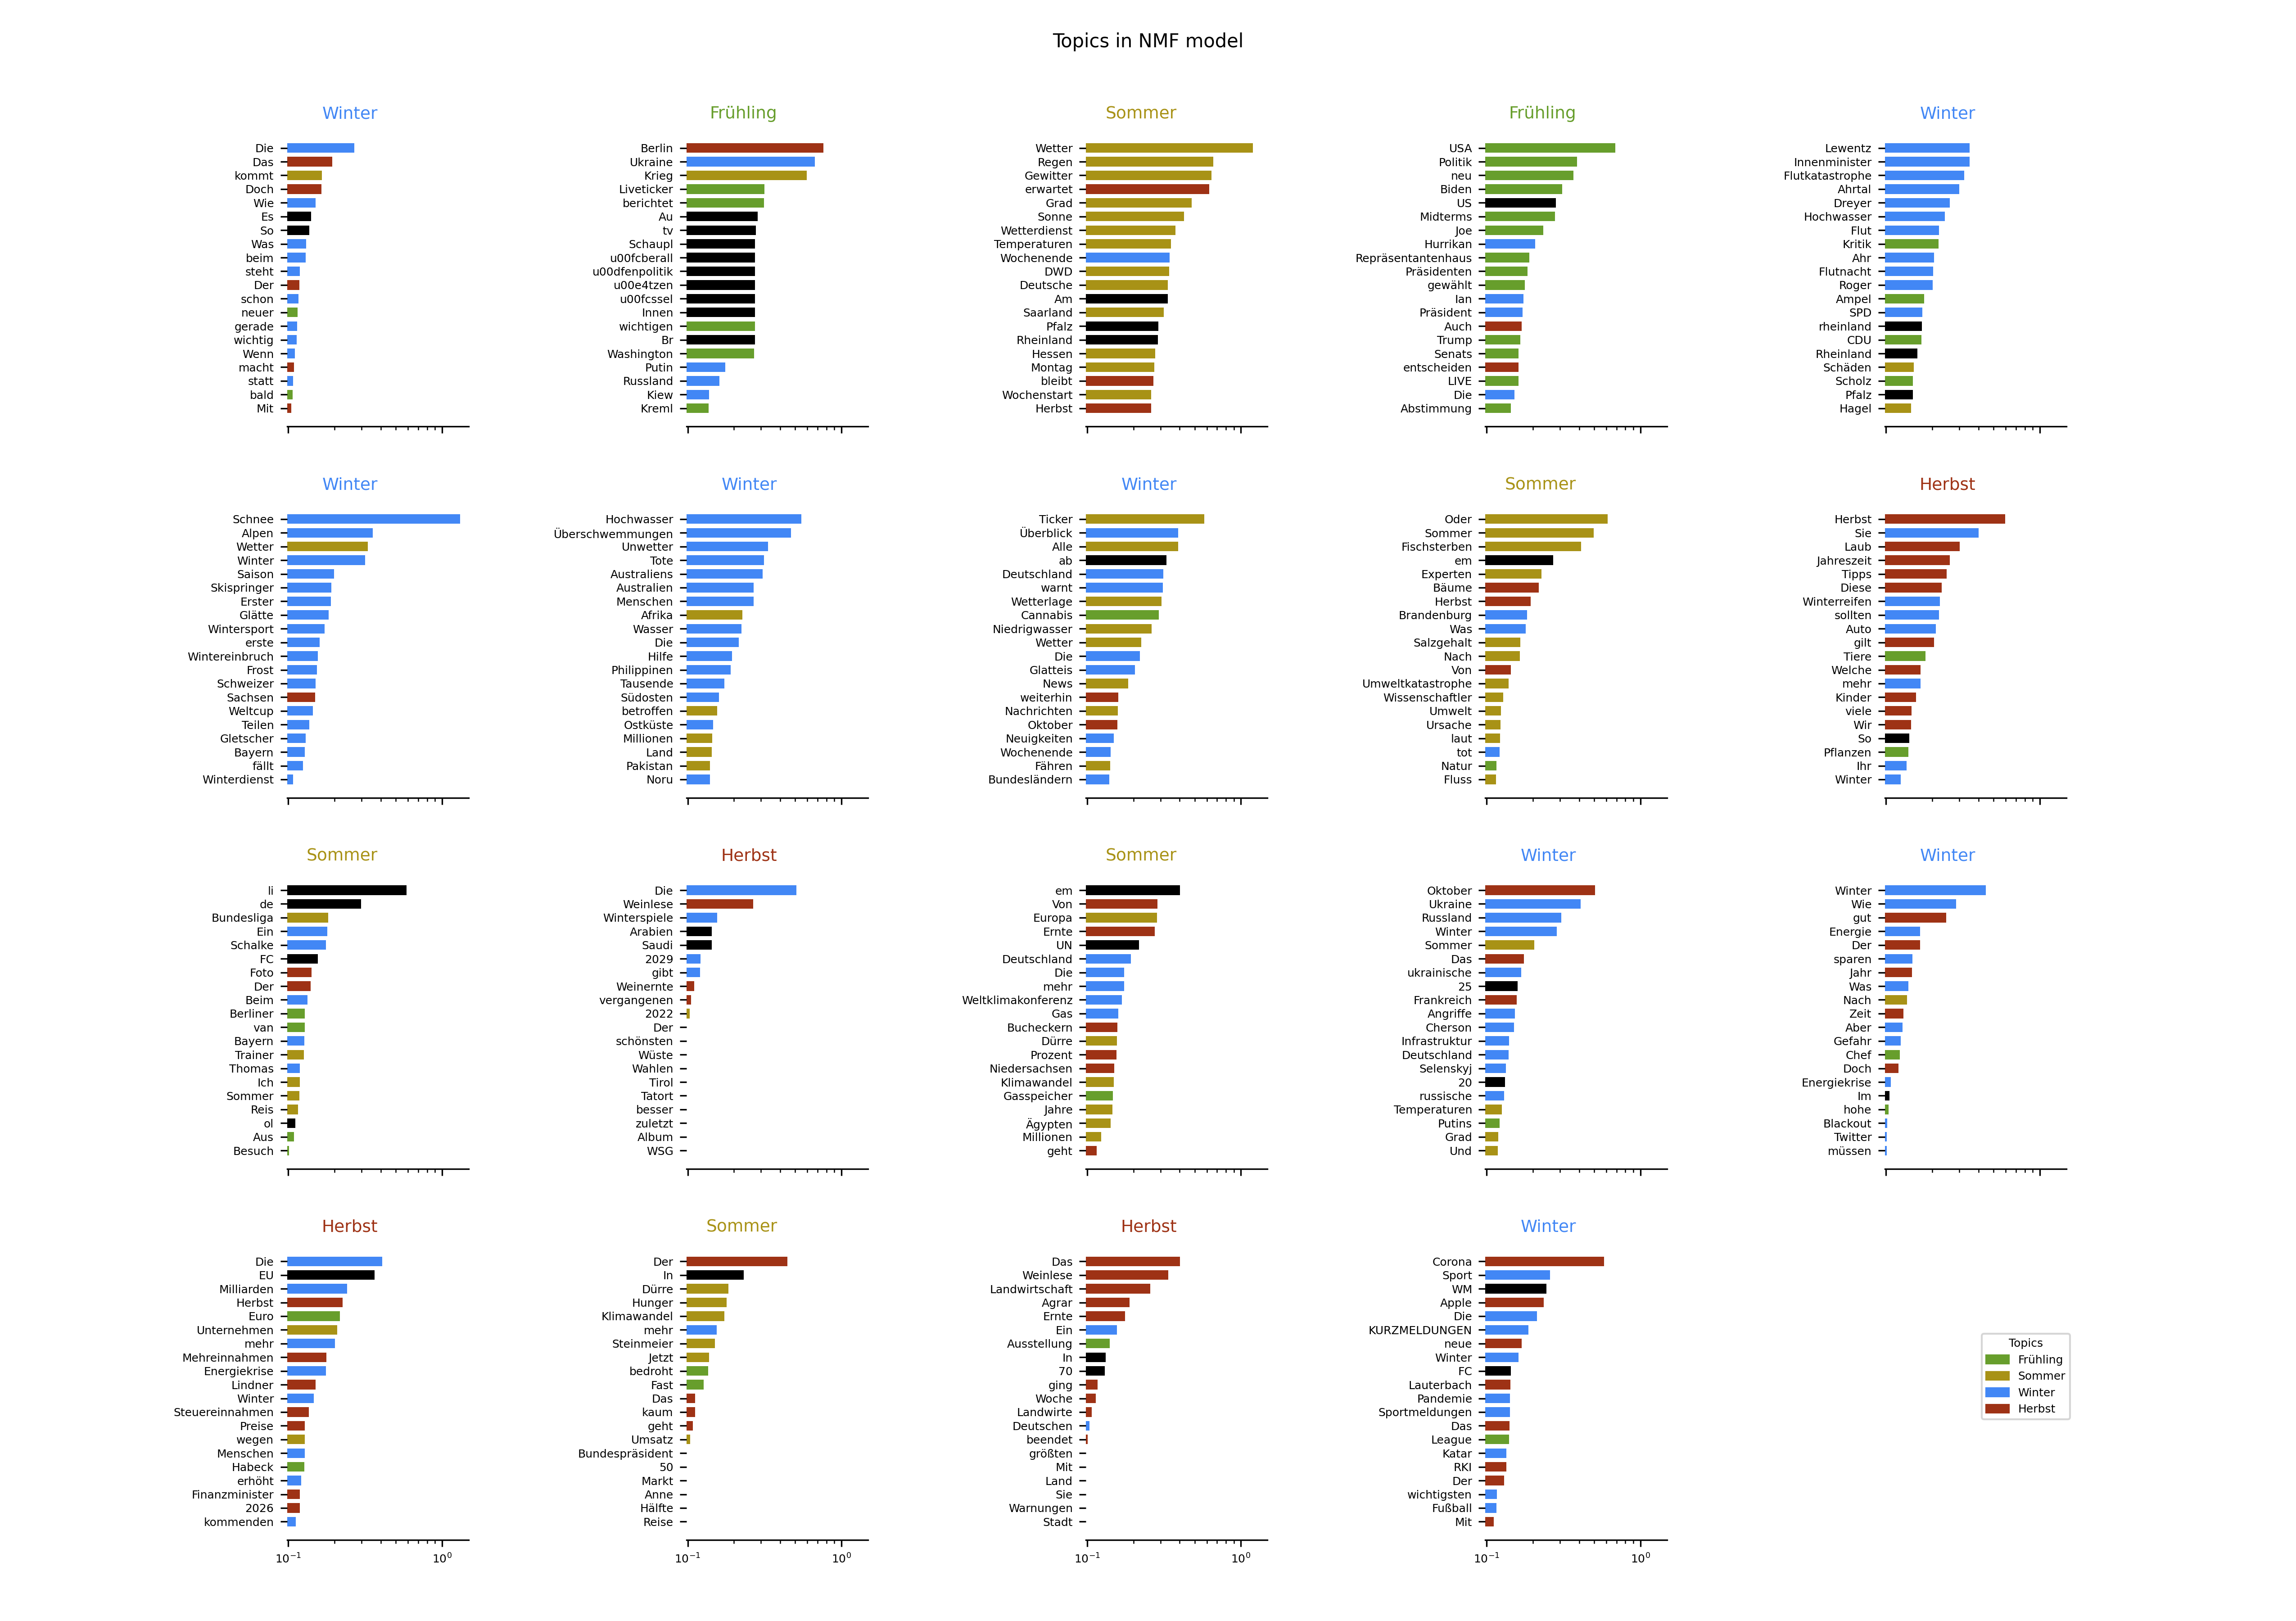 Topics in NMF model
Winter
Die
Das
kommt
Doch
Wie
Es
So
Was
beim
steht
Der
schon
neuer
gerade
wichtig
Wenn
macht
statt
bald
Mit
Frühling
Berlin
Ukraine
Krieg
Liveticker
berichtet
Au
tv
Schaupl
u00fcberall
u00dfenpolitik
u00e4tzen
u00fcssel
Innen
wichtigen
Br
Washington
Putin
Russland
Kiew
Kreml
Sommer
Wetter
Regen
Gewitter
erwartet
Grad
Sonne
Wetterdienst
Temperaturen
Wochenende
DWD
Deutsche
Am
Saarland
Pfalz
Rheinland
Hessen
Montag
bleibt
Wochenstart
Herbst
Frühling
USA
Politik
neu
Biden
US
Midterms
Joe
Hurrikan
Repräsentantenhaus
Präsidenten
gewählt
Ian
Präsident
Auch
Trump
Senats
entscheiden
LIVE
Die
Abstimmung
Winter
Lewentz
Innenminister
Flutkatastrophe
Ahrtal
Dreyer
Hochwasser
Flut
Kritik
Ahr
Flutnacht
Roger
Ampel
SPD
rheinland
CDU
Rheinland
Schäden
Scholz
Pfalz
Hagel
Winter
Schnee
Alpen
Wetter
Winter
Saison
Skispringer
Erster
Glätte
Wintersport
erste
Wintereinbruch
Frost
Schweizer
Sachsen
Weltcup
Teilen
Gletscher
Bayern
fällt
Winterdienst
Winter
Hochwasser
Überschwemmungen
Unwetter
Tote
Australiens
Australien
Menschen
Afrika
Wasser
Die
Hilfe
Philippinen
Tausende
Südosten
betroffen
Ostküste
Millionen
Land
Pakistan
Noru
Winter
Ticker
Überblick
Alle
ab
Deutschland
warnt
Wetterlage
Cannabis
Niedrigwasser
Wetter
Die
Glatteis
News
weiterhin
Nachrichten
Oktober
Neuigkeiten
Wochenende
Fähren
Bundesländern
Sommer
Oder
Sommer
Fischsterben
em
Experten
Bäume
Herbst
Brandenburg
Was
Salzgehalt
Nach
Von
Umweltkatastrophe
Wissenschaftler
Umwelt
Ursache
laut
tot
Natur
Fluss
Herbst
Herbst
Sie
Laub
Jahreszeit
Tipps
Diese
Winterreifen
sollten
Auto
gilt
Tiere
Welche
mehr
Kinder
viele
Wir
So
Pflanzen
Ihr
Winter
Sommer
li
de
Bundesliga
Ein
Schalke
FC
Foto
Der
Beim
Berliner
van
Bayern
Trainer
Thomas
Ich
Sommer
Reis
ol
Aus
Besuch
Herbst
Die
Weinlese
Winterspiele
Arabien
Saudi
2029
gibt
Weinernte
vergangenen
2022
Der
schönsten
Wüste
Wahlen
Tirol
Tatort
besser
zuletzt
Album
WSG
Sommer
em
Von
Europa
Ernte
UN
Deutschland
Die
mehr
Weltklimakonferenz
Gas
Bucheckern
Dürre
Prozent
Niedersachsen
Klimawandel
Gasspeicher
Jahre
Ägypten
Millionen
geht
Winter
Oktober
Ukraine
Russland
Winter
Sommer
Das
ukrainische
25
Frankreich
Angriffe
Cherson
Infrastruktur
Deutschland
Selenskyj
20
russische
Temperaturen
Putins
Grad
Und
Winter
Winter
Wie
gut
Energie
Der
sparen
Jahr
Was
Nach
Zeit
Aber
Gefahr
Chef
Doch
Energiekrise
Im
hohe
Blackout
Twitter
müssen
Herbst
Die
EU
Milliarden
Herbst
Euro
Unternehmen
mehr
Mehreinnahmen
Energiekrise
Lindner
Winter
Steuereinnahmen
Preise
wegen
Menschen
Habeck
erhöht
Finanzminister
2026
kommenden
10⁻¹ 10⁰
Sommer
Der
In
Dürre
Hunger
Klimawandel
mehr
Steinmeier
Jetzt
bedroht
Fast
Das
kaum
geht
Umsatz
Bundespräsident
50
Markt
Anne
Hälfte
Reise
10⁻¹ 10⁰
Herbst
Das
Weinlese
Landwirtschaft
Agrar
Ernte
Ein
Ausstellung
In
70
ging
Woche
Landwirte
Deutschen
beendet
größten
Mit
Land
Sie
Warnungen
Stadt
10⁻¹ 10⁰
Winter
Corona
Sport
WM
Apple
Die
KURZMELDUNGEN
neue
Winter
FC
Lauterbach
Pandemie
Sportmeldungen
Das
League
Katar
RKI
Der
wichtigsten
Fußball
Mit
10⁻¹ 10⁰
Topics
Frühling
Sommer
Winter
Herbst